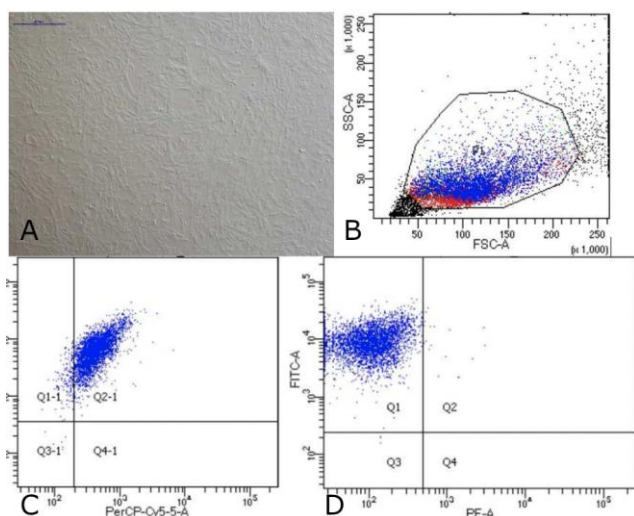 A
(x 1,000)
250
200
150
100
50
SSC-A
P1
50 100 150 200 250
FSC-A
(x 1,000)
B
Q1-1 Q2-1
Q3-1 Q4-1
10² 10³ 10⁴ 10⁵
PerCP-Cy5-5-A
C
10⁵
10⁴
10³
10²
FITC-A
Q1 Q2
Q3 Q4
10² 10³ 10⁴ 10⁵
PE-A
D